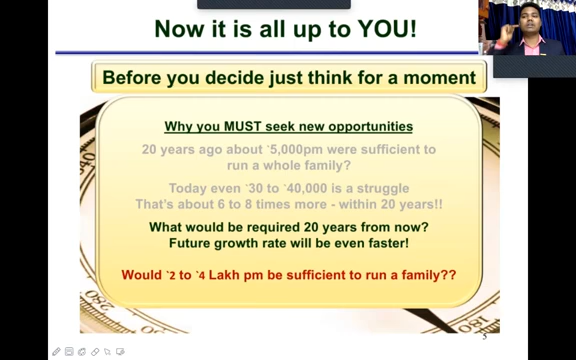 Now it is all up to YOU!
Before you decide just think for a moment
Why you MUST seek new opportunities
20 years ago about `5,000pm were sufficient to
run a whole family?
Today even `30 to `40,000 is a struggle
That's about 6 to 8 times more - within 20 years!!
What would be required 20 years from now?
Future growth rate will be even faster!
Would `2 to `4 Lakh pm be sufficient to run a family??
280
100
5